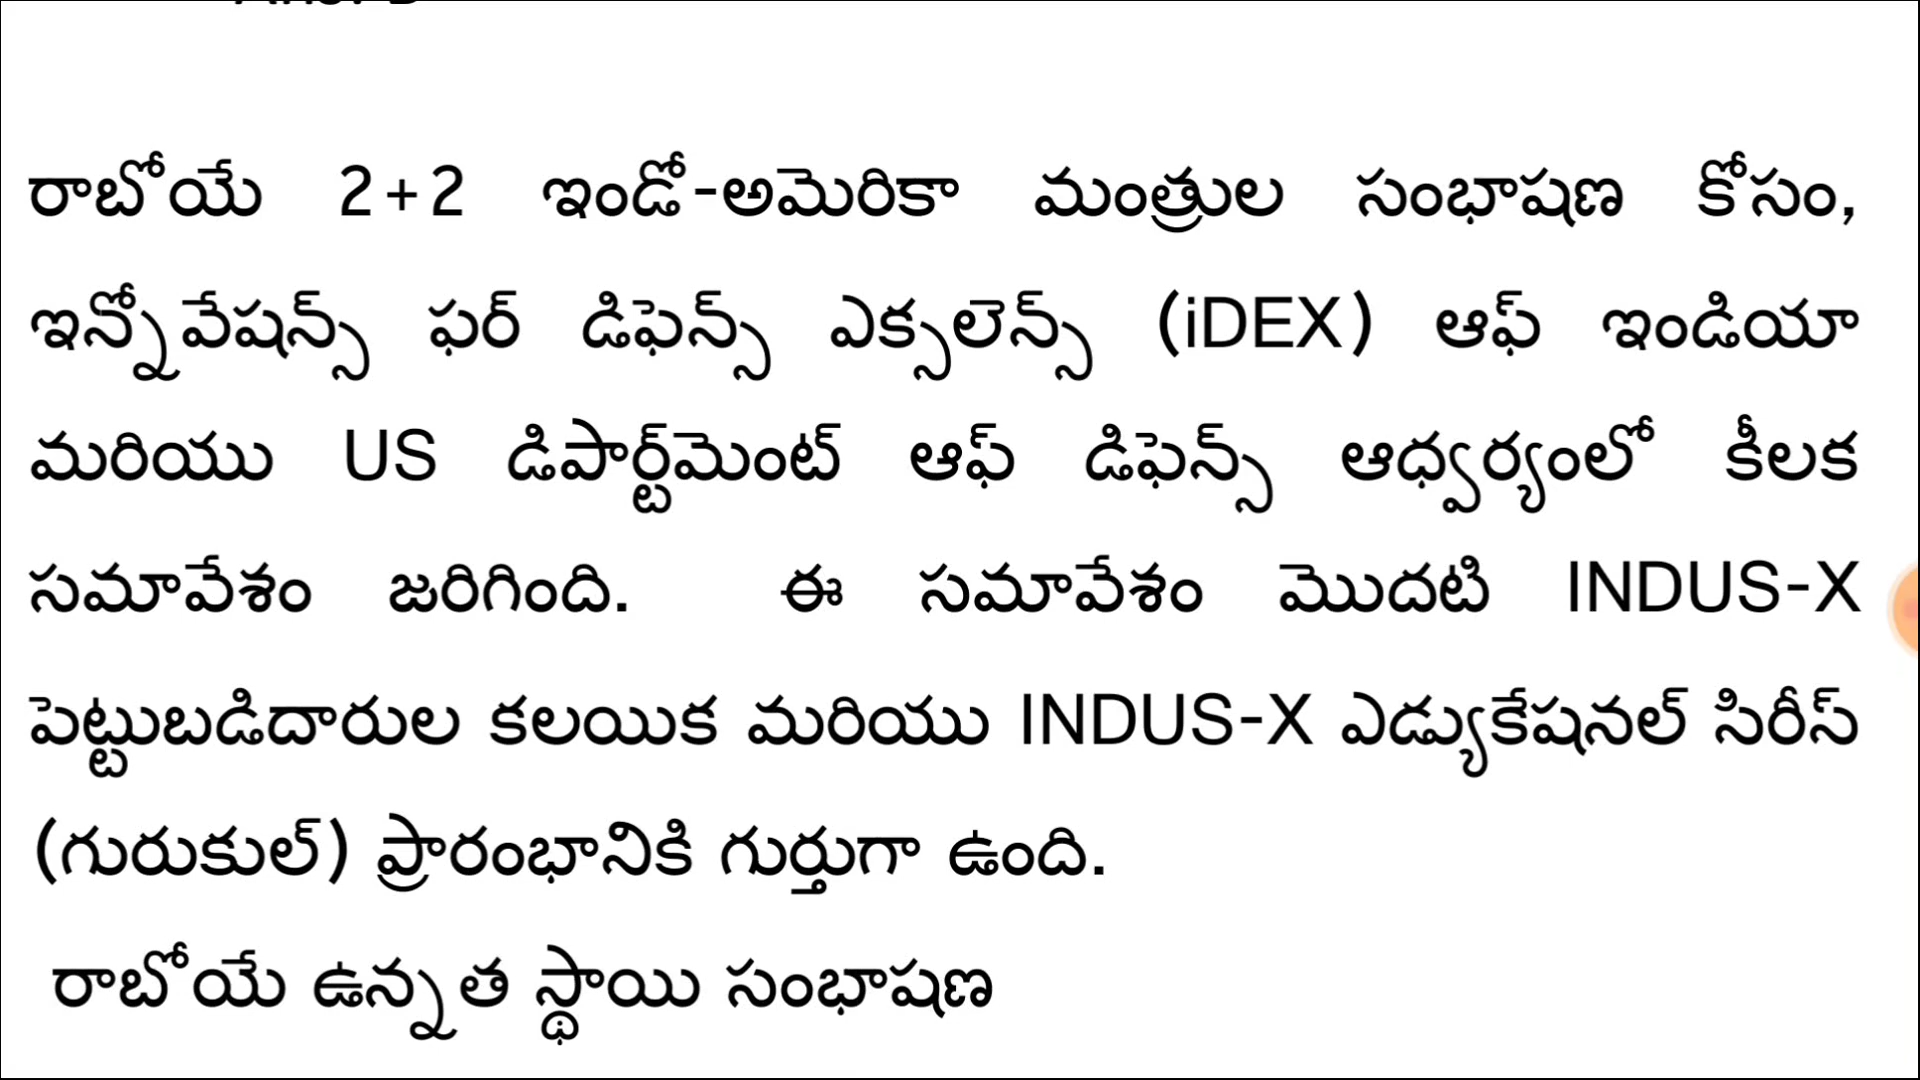 రాబోయే 2+2 ఇండో-అమెరికా మంత్రుల సంభాషణ కోసం,
ఇన్నోవేషన్స్ ఫర్ డిఫెన్స్ ఎక్సలెన్స్ (iDEX) ఆఫ్ ఇండియా
మరియు US డిపార్ట్‌మెంట్ ఆఫ్ డిఫెన్స్ ఆధ్వర్యంలో కీలక
సమావేశం జరిగింది. ఈ సమావేశం మొదటి INDUS-X
పెట్టుబడిదారుల కలయిక మరియు INDUS-X ఎడ్యుకేషనల్ సిరీస్
(గురుకుల్) ప్రారంభానికి గుర్తుగా ఉంది.
రాబోయే ఉన్నత స్థాయి సంభాషణ